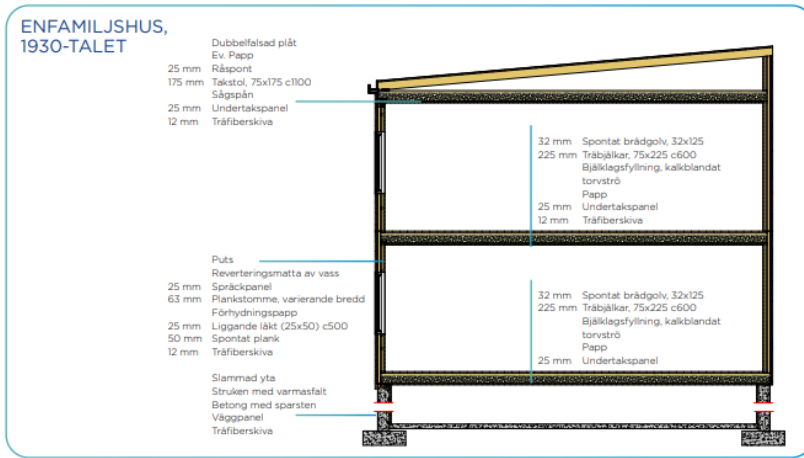 ENFAMILJSHUS,
1930-TALET
Dubbelfalsad plåt
Ev. Papp
25 mm Råspont
175 mm Takstol, 75x175 c1100
Sågspån
25 mm Undertakspanel
12 mm Träfiberskiva
32 mm Spontat brädgolv, 32x125
225 mm Träbjälkar, 75x225 c600
Bjälklagsfyllning, kalkblandat
torvströ
Papp
25 mm Undertakspanel
12 mm Träfiberskiva
Puts
Reverteringsmatta av vass
25 mm Spräckpanel
63 mm Plankstomme, varierande bredd
Förhydningspapp
25 mm Liggande läkt (25x50) c500
50 mm Spontat plank
12 mm Träfiberskiva
32 mm Spontat brädgolv, 32x125
225 mm Träbjälkar, 75x225 c600
Bjälklagsfyllning, kalkblandat
torvströ
Papp
25 mm Undertakspanel
Slammad yta
Struken med varmasfalt
Betong med sparsten
Väggpanel
Träfiberskiva